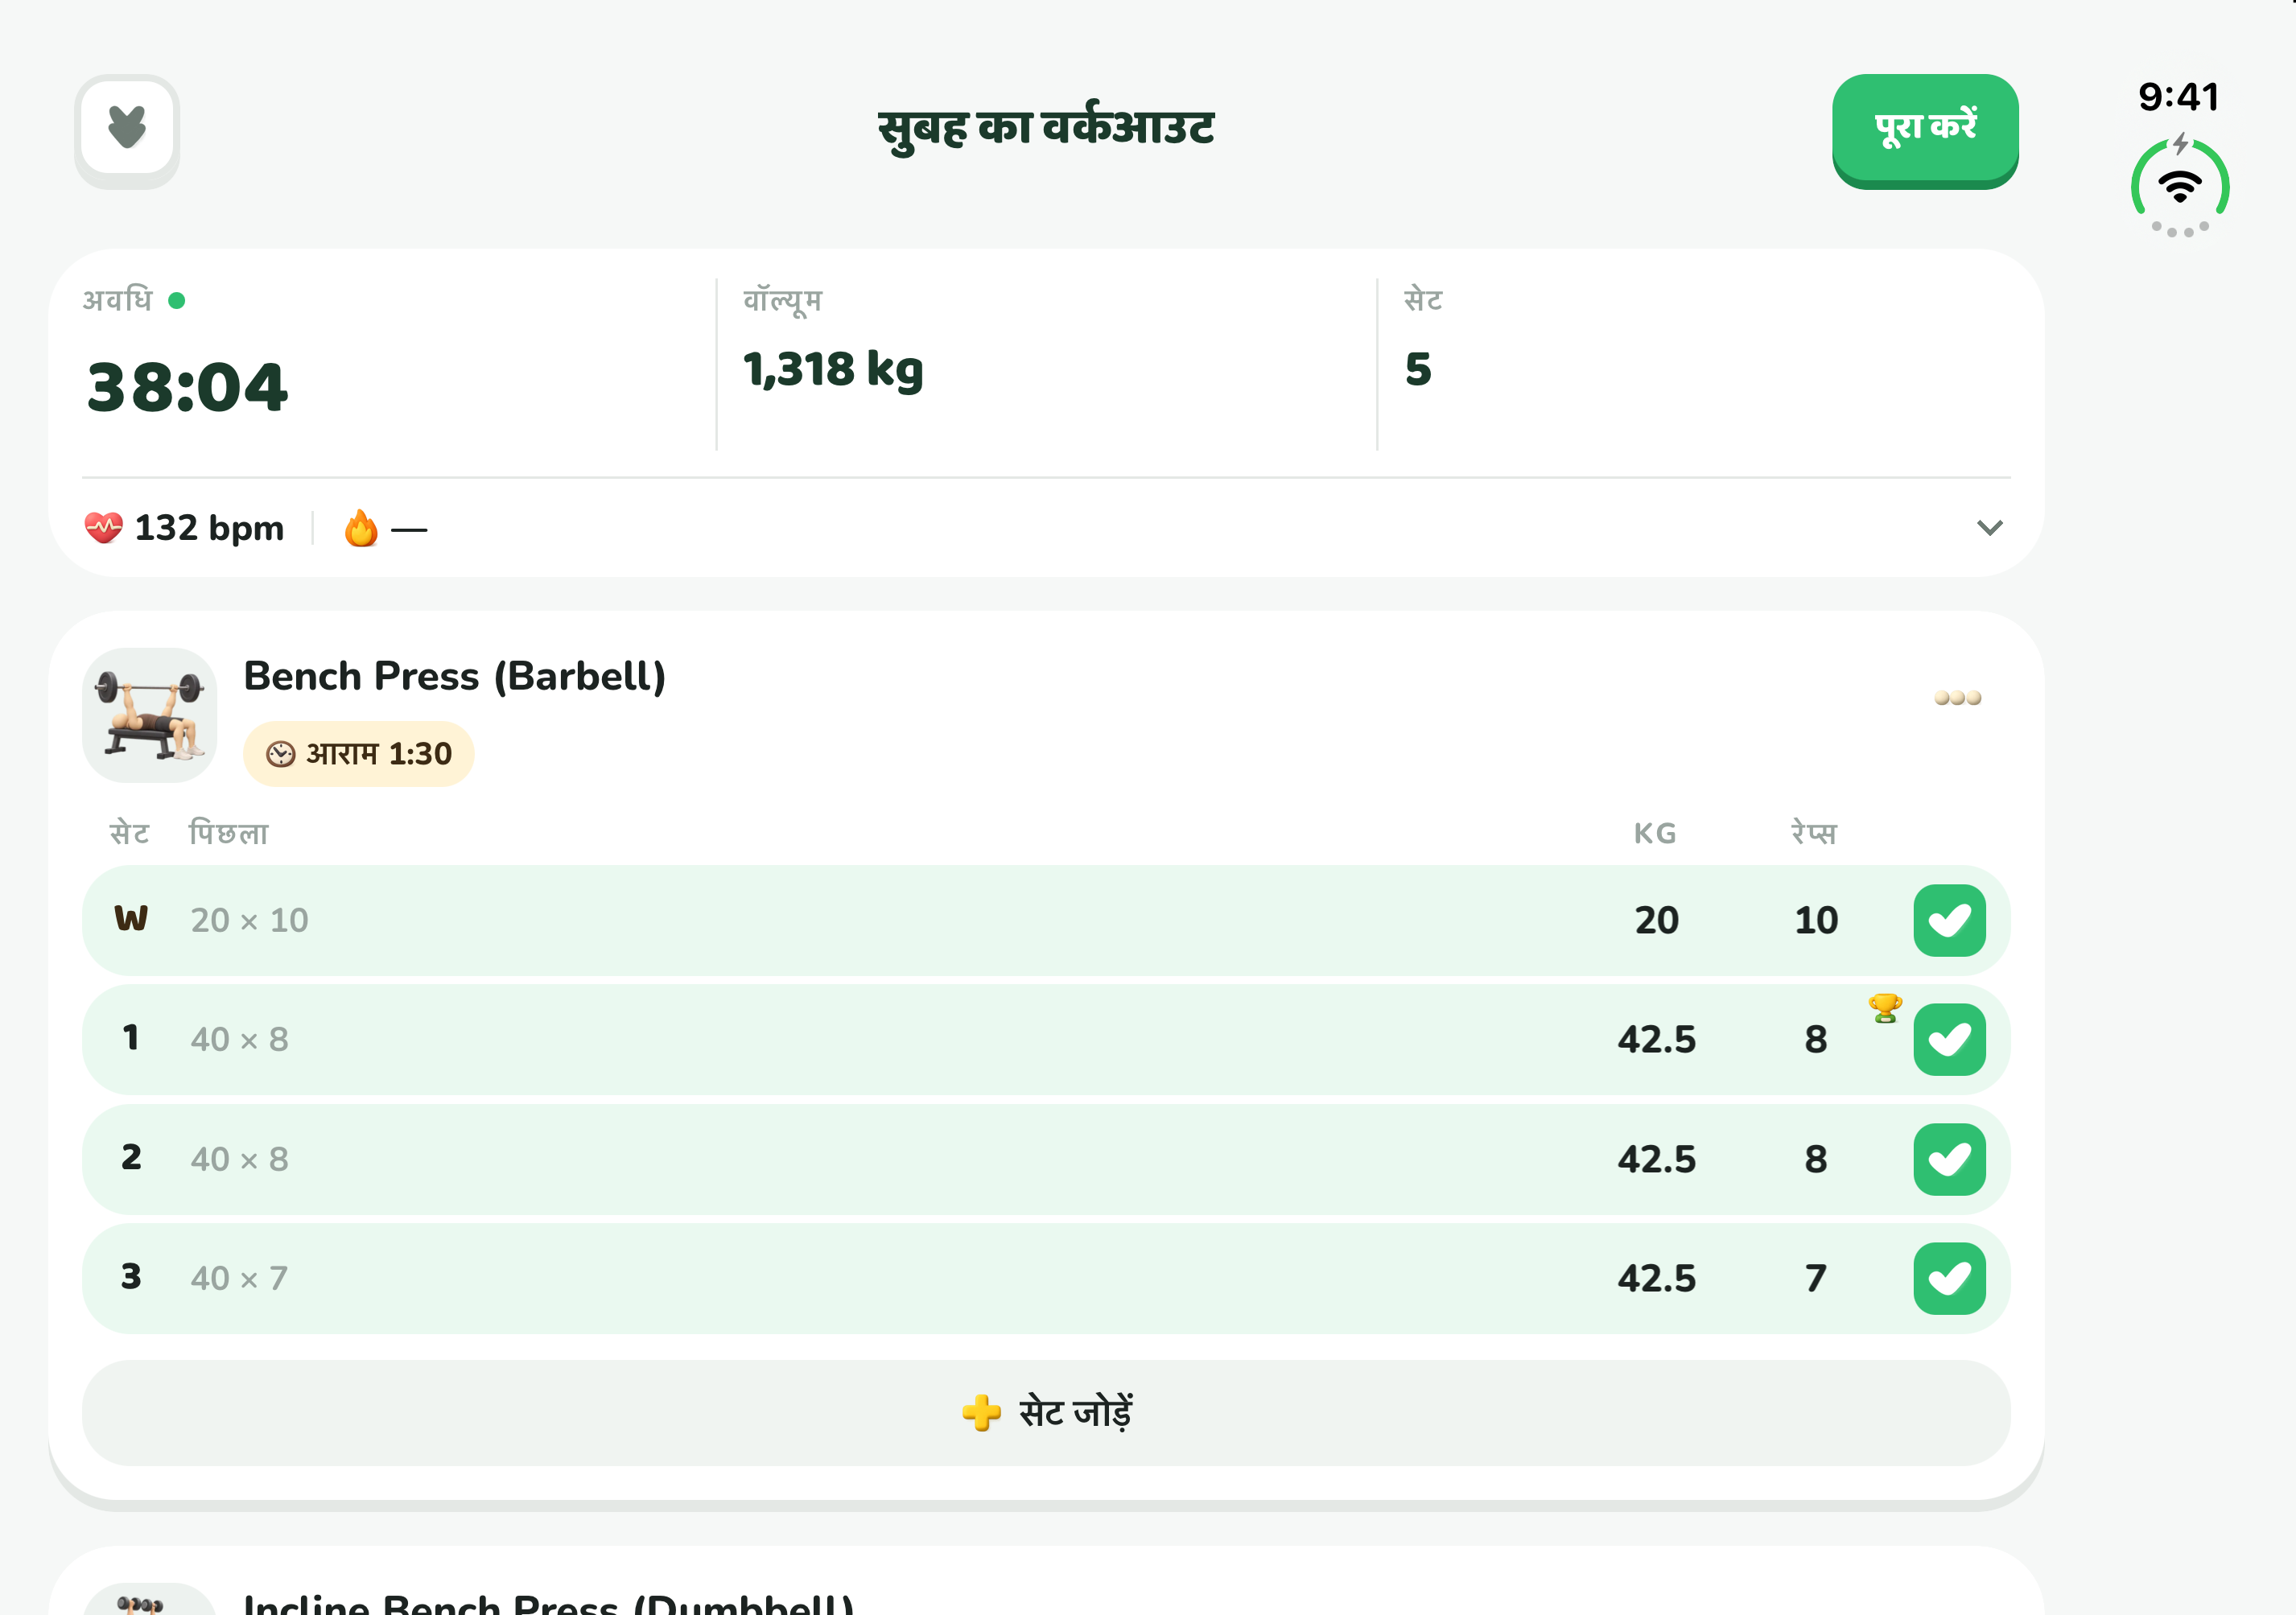 सुबह का वर्कआउट
पूरा करें
9:41
अवधि
वॉल्यूम
सेट
38:04
1,318 kg
5
132 bpm
—
Bench Press (Barbell)
आराम 1:30
सेट पिछला KG रेप्स
W 20 × 10 20 10
1 40 × 8 42.5 8
2 40 × 8 42.5 8
3 40 × 7 42.5 7
सेट जोड़ें
Incline Bench Press (Dumbbell)